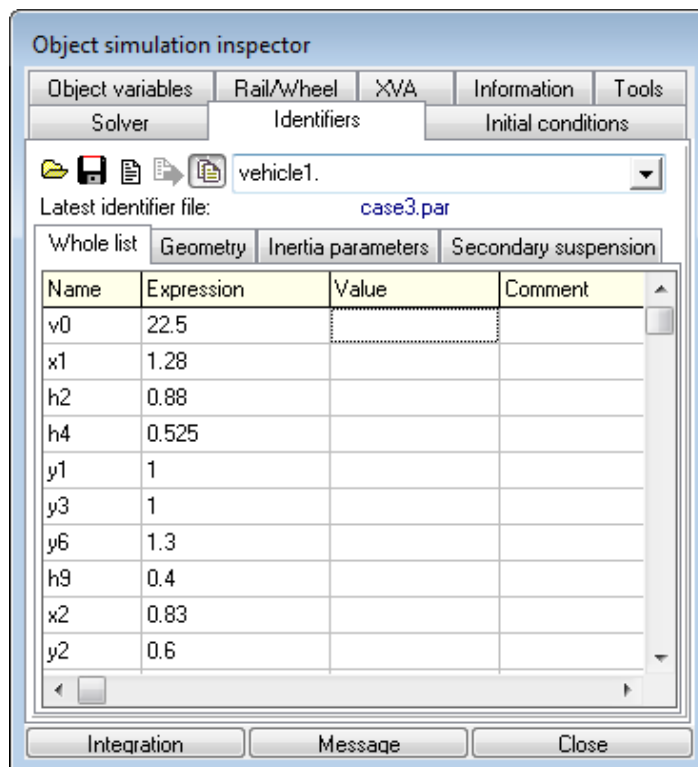 Object simulation inspector
Object variables Rail/Wheel XVA Information Tools
Solver Identifiers Initial conditions
vehicle1.
Latest identifier file: case3.par
Whole list Geometry Inertia parameters Secondary suspension
Name Expression Value Comment
v0 22.5
x1 1.28
h2 0.88
h4 0.525
y1 1
y3 1
y6 1.3
h9 0.4
x2 0.83
y2 0.6
Integration Message Close